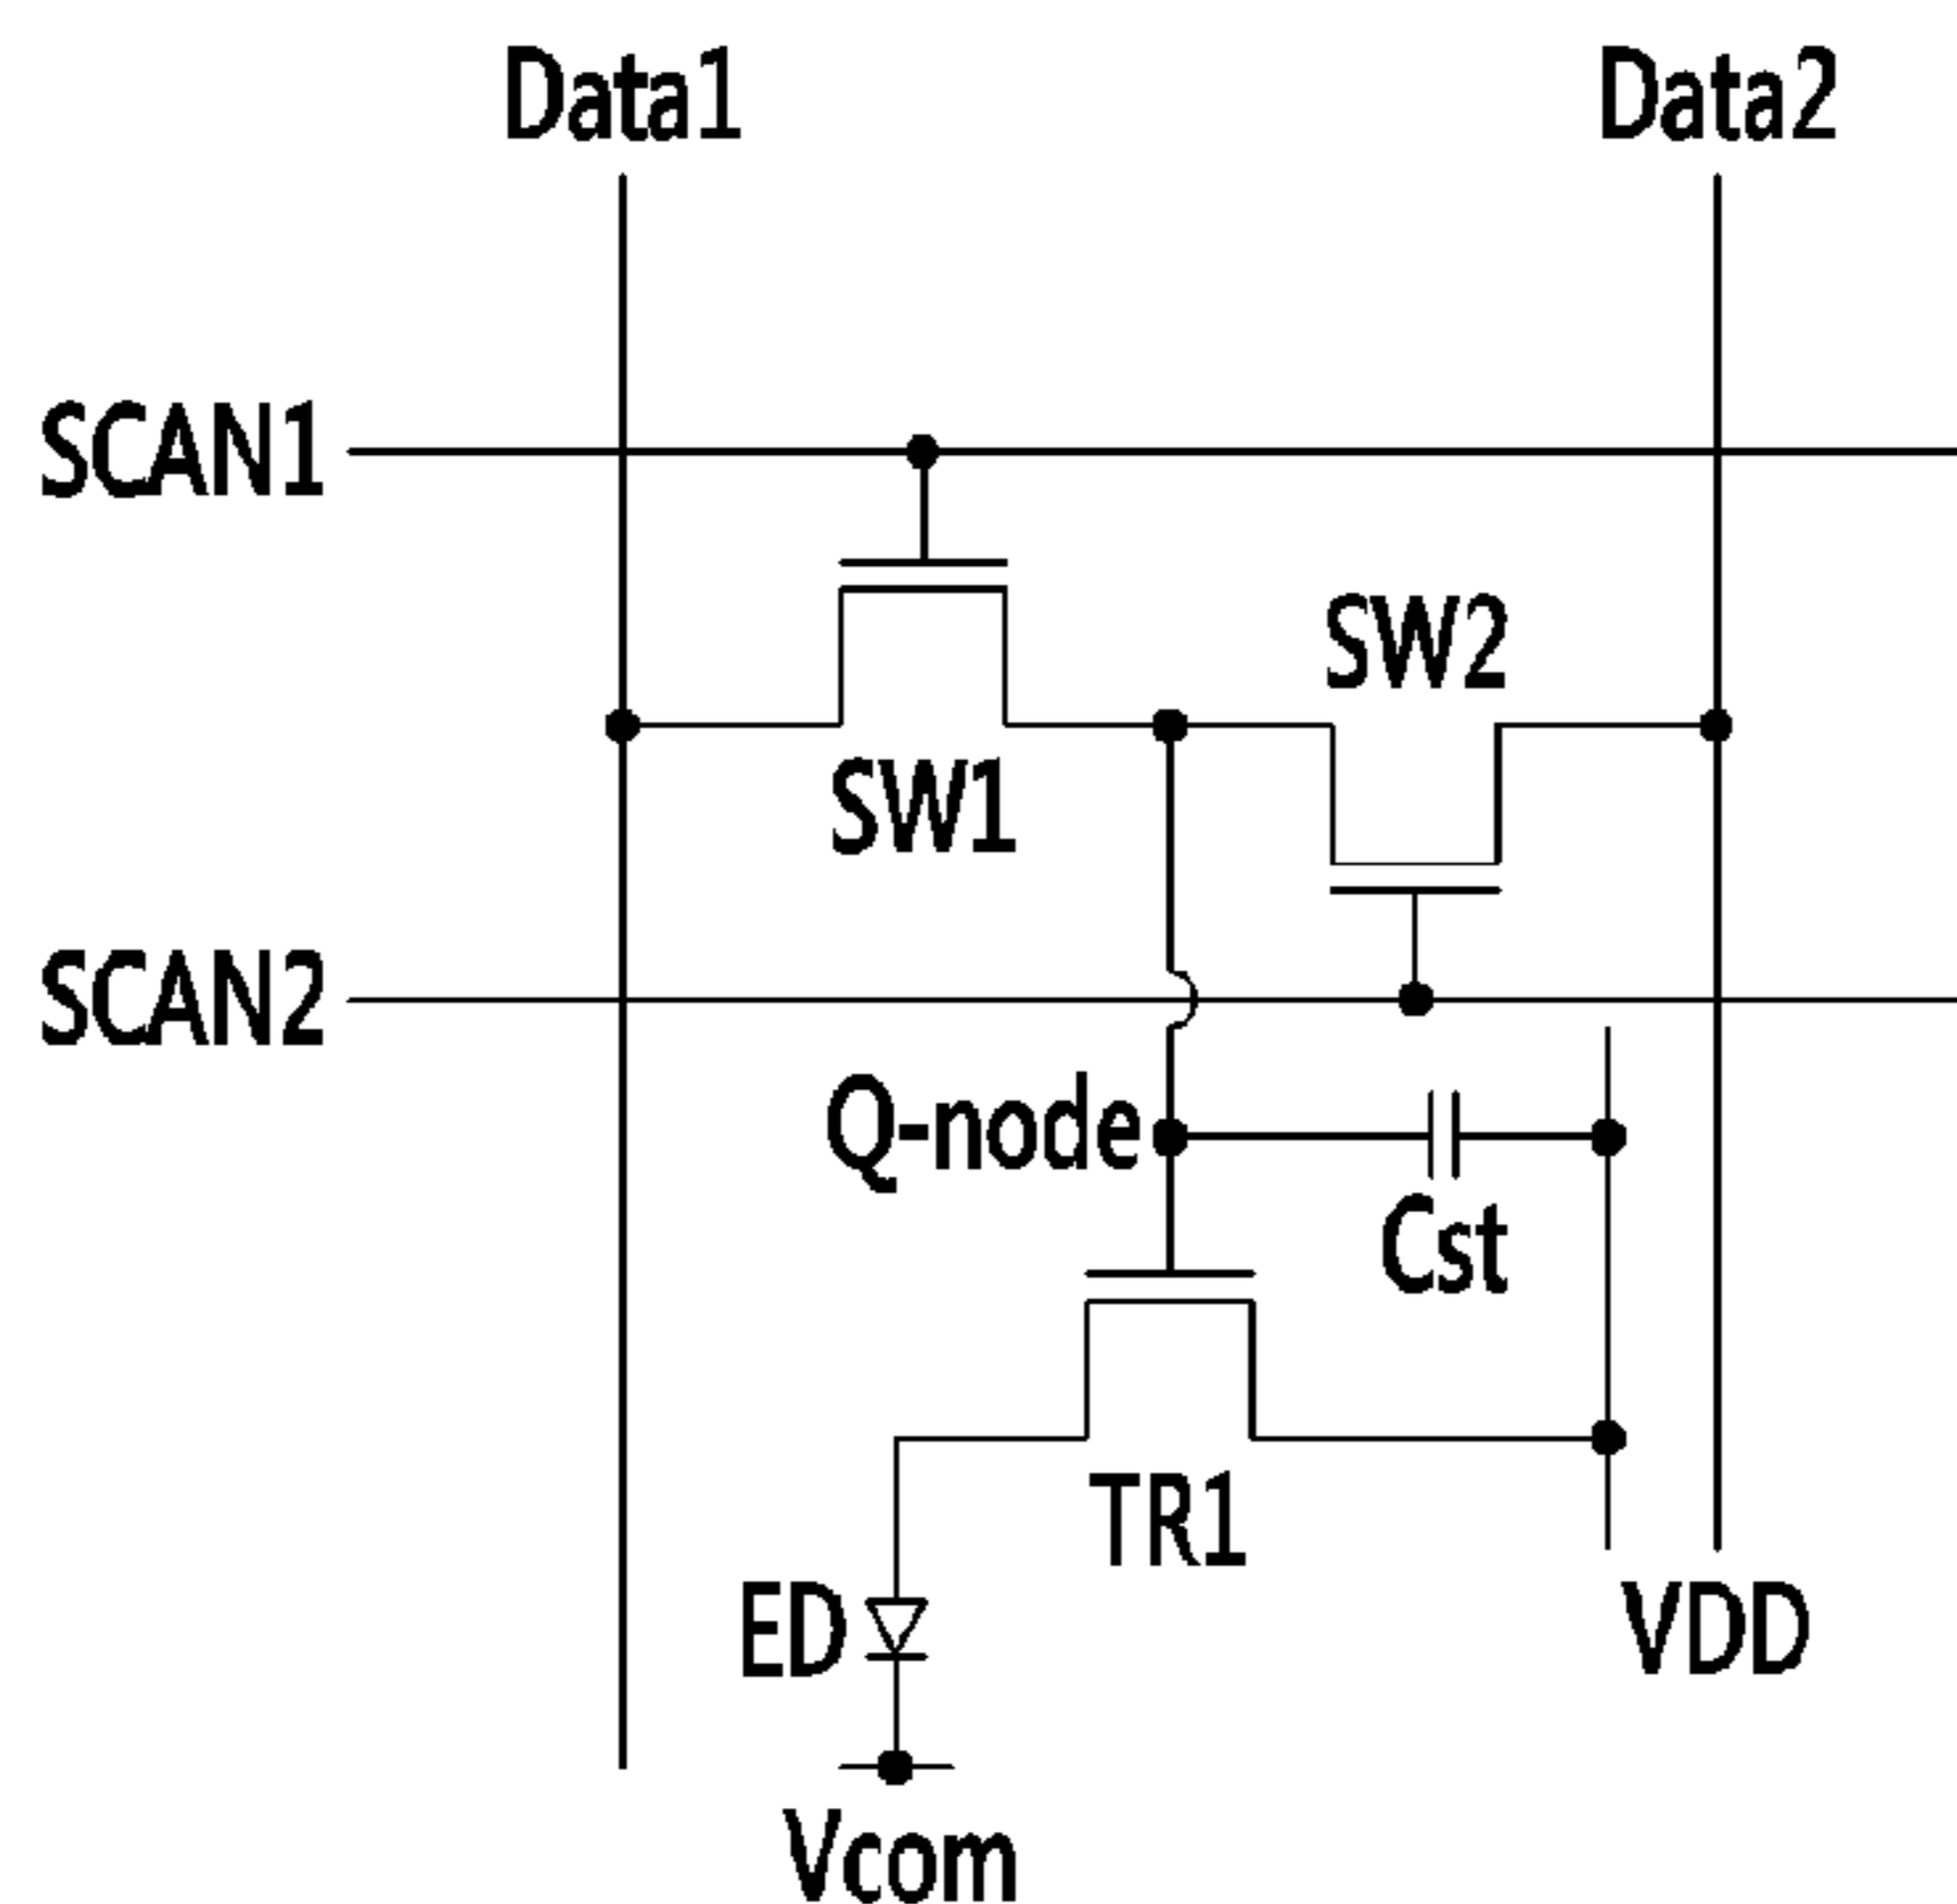 Data1
Data2
SCAN1
SW2
SW1
SCAN2
Q-node
Cst
TR1
ED
VDD
Vcom